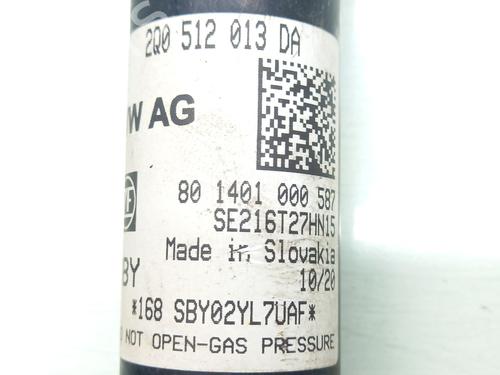 2Q0 512 013 DA
VW AG
80 1401 000 587
SE216T27HN15
Made in Slovakia
BY 10/20
*168 SBY02YL7UAF*
NOT OPEN-GAS PRESSURE